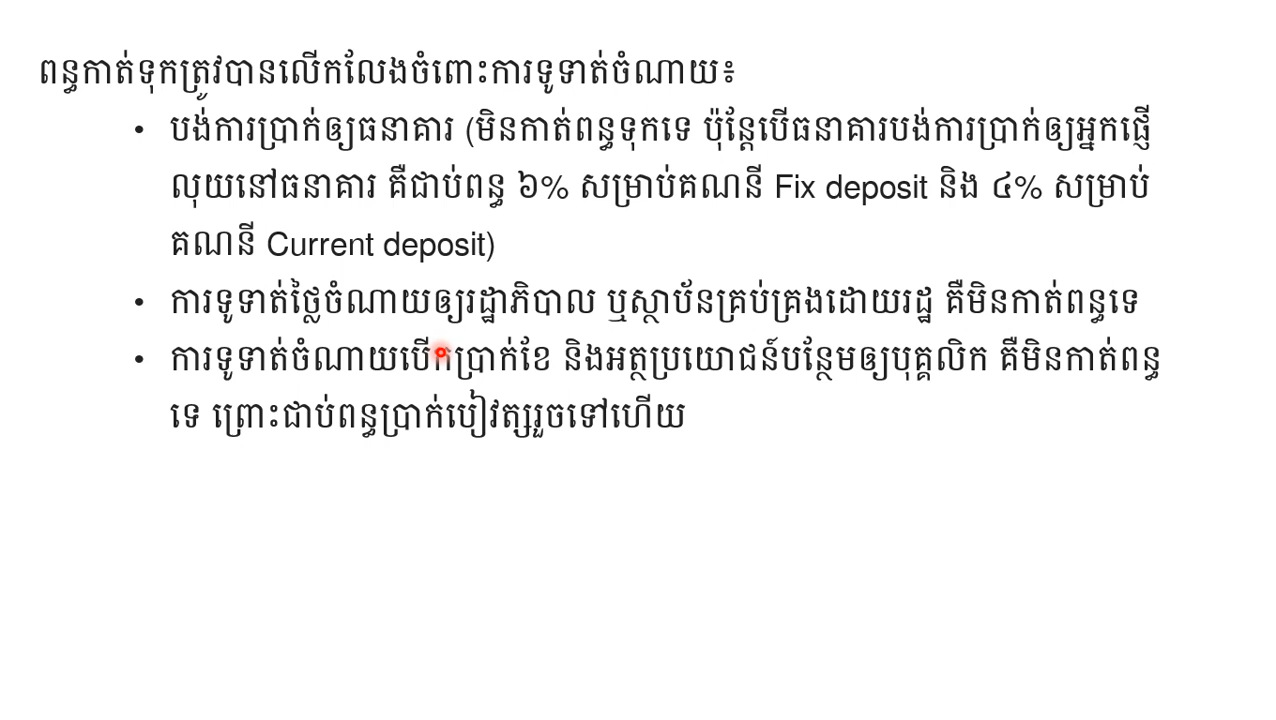 ពន្ធកាត់ទុកត្រូវបានលើកលែងចំពោះការទូទាត់ចំណាយ៖
• បង់ការប្រាក់ឲ្យធនាគារ (មិនកាត់ពន្ធទុកទេ ប៉ុន្តែបើធនាគារបង់ការប្រាក់ឲ្យអ្នកផ្ញើ
លុយនៅធនាគារ គឺជាប់ពន្ធ ៦% សម្រាប់គណនី Fix deposit និង ៤% សម្រាប់
គណនី Current deposit)
• ការទូទាត់ថ្លៃចំណាយឲ្យរដ្ឋាភិបាល ឬស្ថាប័នគ្រប់គ្រងដោយរដ្ឋ គឺមិនកាត់ពន្ធទេ
• ការទូទាត់ចំណាយបើកប្រាក់ខែ និងអត្ថប្រយោជន៍បន្ថែមឲ្យបុគ្គលិក គឺមិនកាត់ពន្ធ
ទេ ព្រោះជាប់ពន្ធប្រាក់បៀវត្សរួចទៅហើយ